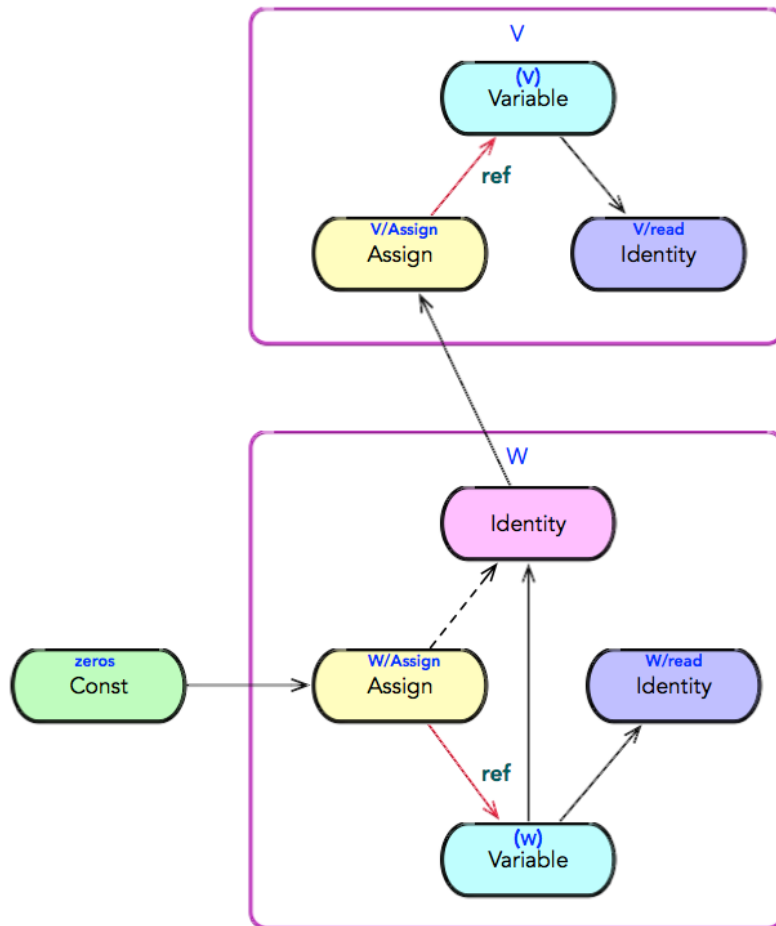 V
(V)
Variable
ref
V/Assign
Assign
V/read
Identity
W
Identity
zeros
Const
W/Assign
Assign
W/read
Identity
ref
(w)
Variable